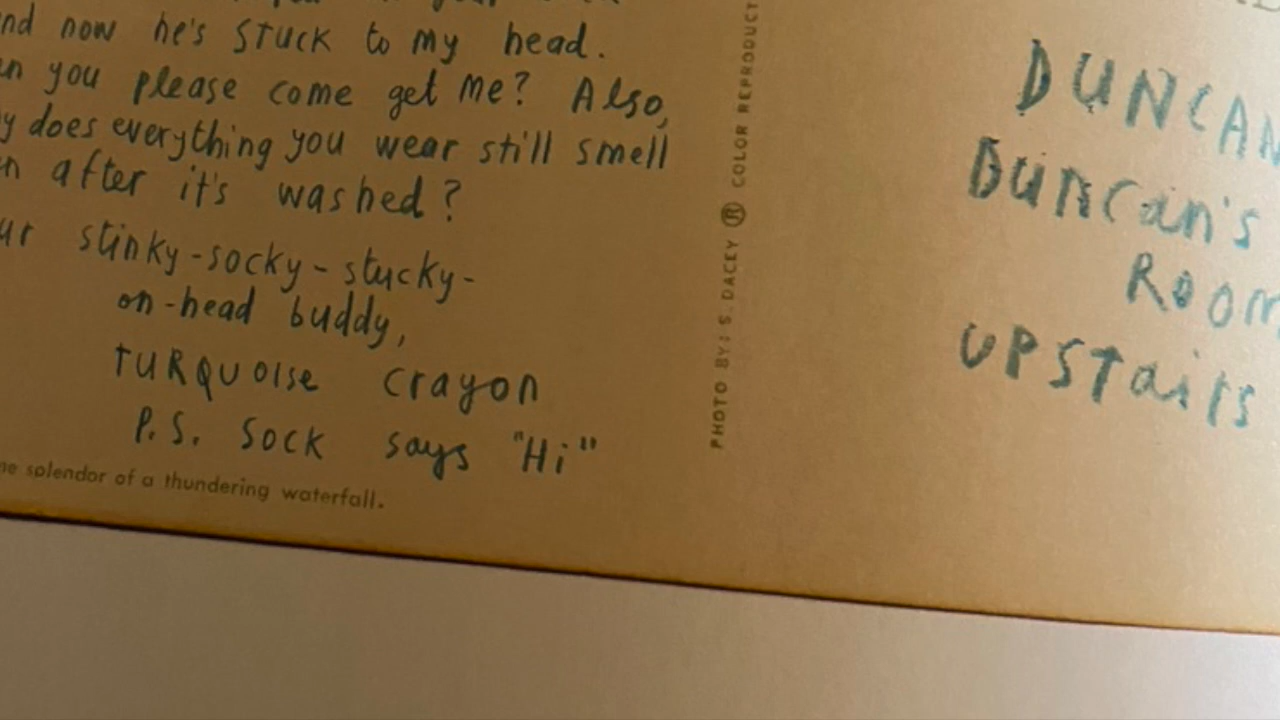 now he's STUCK to my head.
you please come get me? Also,
does everything you wear still smell
after it's washed?
stinky-socky-stucky-
on-head buddy,
TURQUOISE crayon
P.S. SOCK says "Hi"
splendor of a thundering waterfall.
PHOTO BY: S. DACEY Ⓡ COLOR REPRODUCT
DUNCAN
DUNCan's
ROOM
UPSTairs